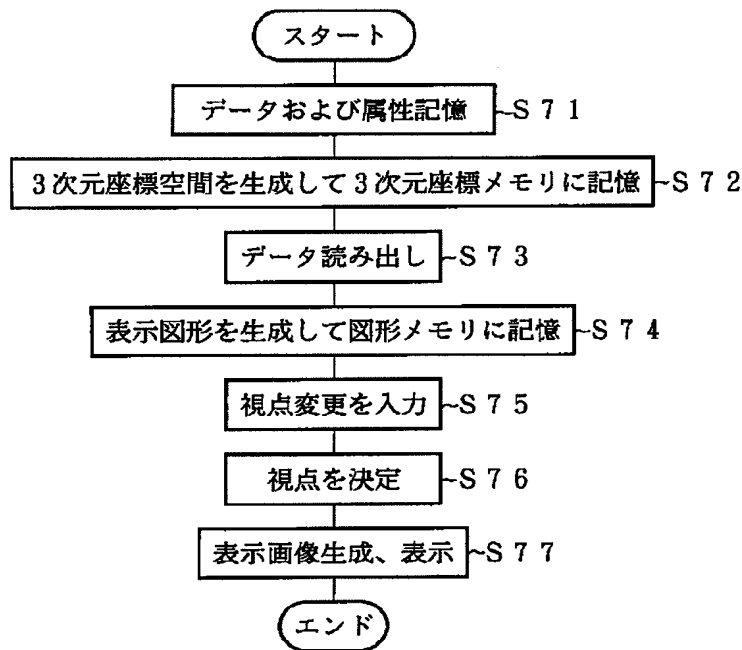 スタート
データおよび属性記憶 ~S71
3次元座標空間を生成して3次元座標メモリに記憶 ~S72
データ読み出し ~S73
表示図形を生成して図形メモリに記憶 ~S74
視点変更を入力 ~S75
視点を決定 ~S76
表示画像生成、表示 ~S77
エンド